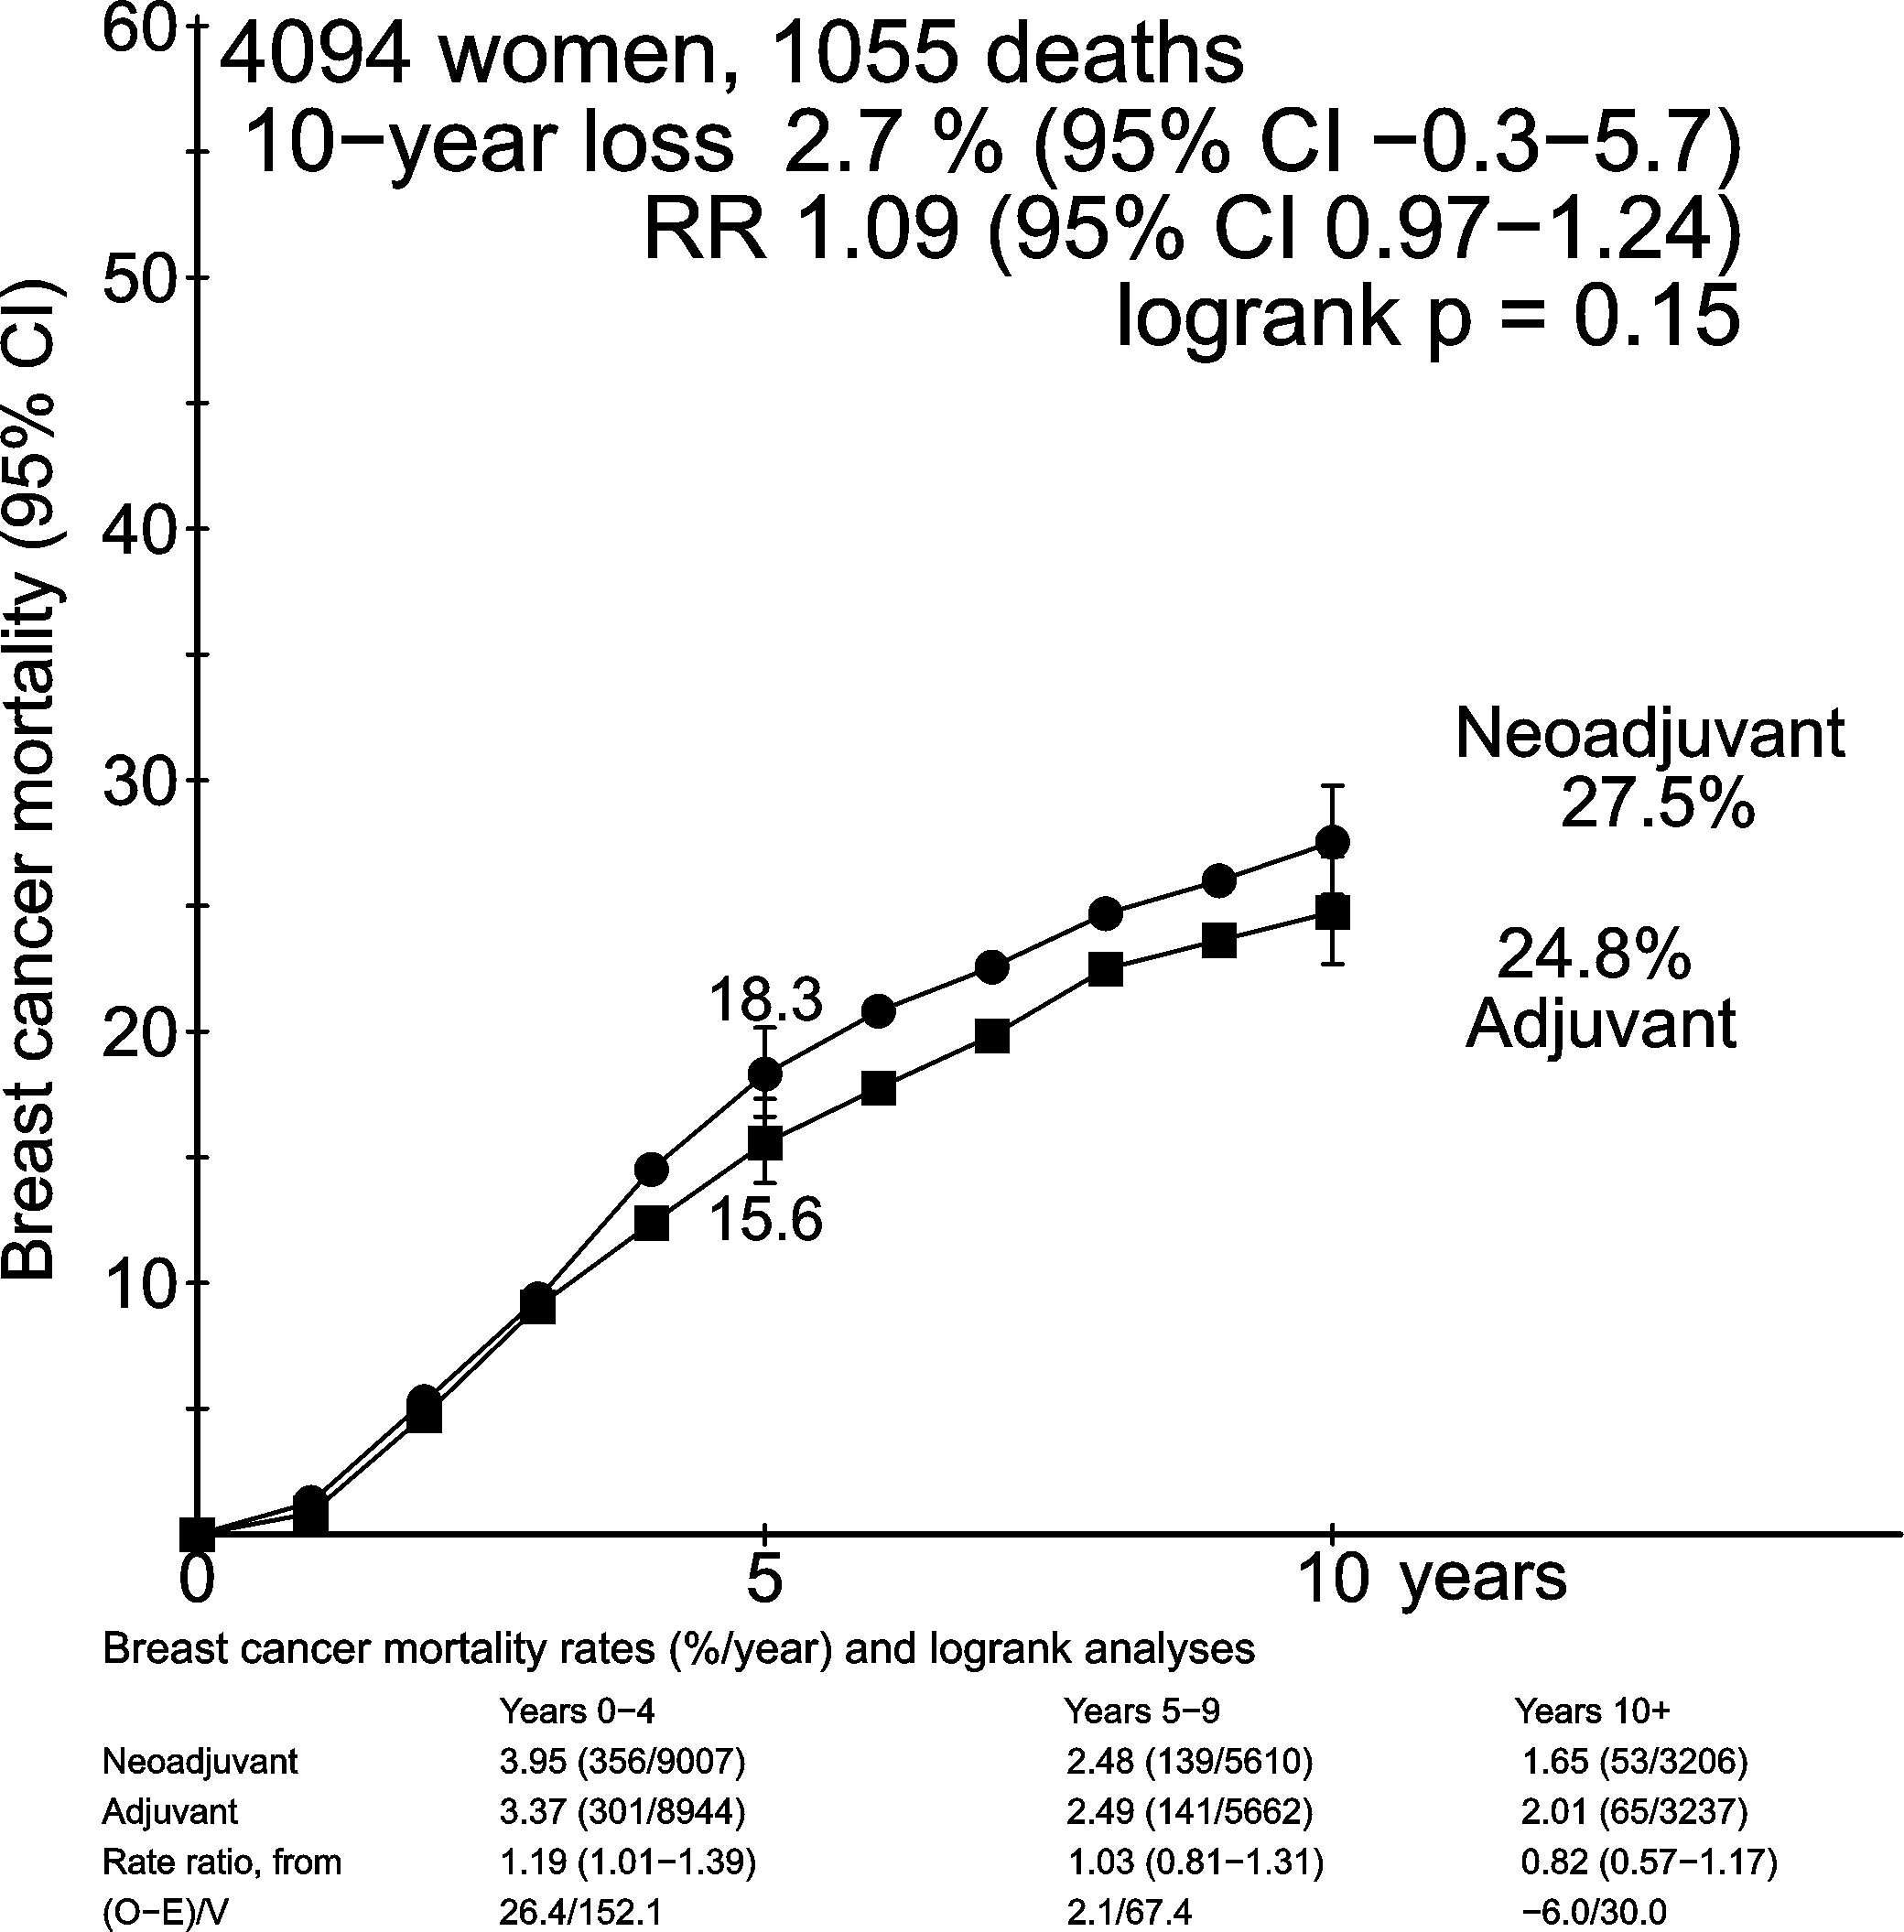 4094 women, 1055 deaths
10−year loss 2.7 % (95% CI −0.3−5.7)
RR 1.09 (95% CI 0.97−1.24)
logrank p = 0.15
Breast cancer mortality (95% CI)
60
50
40
30
20
10
Neoadjuvant
27.5%
24.8%
Adjuvant
18.3
15.6
0 5 10 years
Breast cancer mortality rates (%/year) and logrank analyses
Years 0−4 Years 5−9 Years 10+
Neoadjuvant 3.95 (356/9007) 2.48 (139/5610) 1.65 (53/3206)
Adjuvant 3.37 (301/8944) 2.49 (141/5662) 2.01 (65/3237)
Rate ratio, from 1.19 (1.01−1.39) 1.03 (0.81−1.31) 0.82 (0.57−1.17)
(O−E)/V 26.4/152.1 2.1/67.4 −6.0/30.0